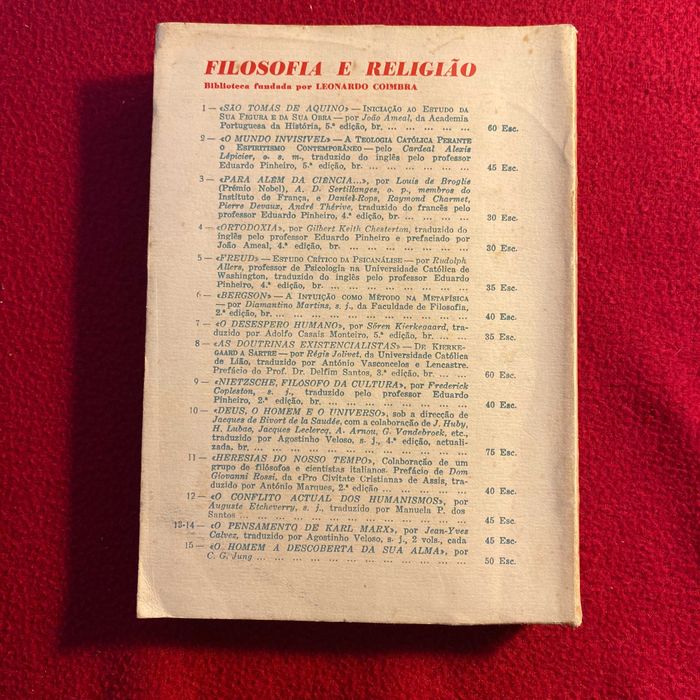 FILOSOFIA E RELIGIÃO
Biblioteca fundada por LEONARDO COIMBRA
1 — «SÃO TOMÁS DE AQUINO» — INICIAÇÃO AO ESTUDO DA
SUA FIGURA E DA SUA OBRA — por João Ameal, da Academia
Portuguesa da História, 5.ª edição, br. ... ... ... ... ... ... 60 Esc.
2 — «O MUNDO INVISIVEL» — A TEOLOGIA CATÓLICA PERANTE
O ESPIRITISMO CONTEMPORÂNEO — pelo Cardeal Alexis
Lépicier, o. s. m., traduzido do inglês pelo professor
Eduardo Pinheiro, 5.ª edição, br. ... ... ... ... ... ... 45 Esc.
3 — «PARA ALÉM DA CIÊNCIA...», por Louis de Broglie
(Prémio Nobel), A. D. Sertillanges, o. p., membros do
Instituto de França, e Daniel-Rops, Raymond Charmet,
Pierre Devaux, André Thérive, traduzido do francês pelo
professor Eduardo Pinheiro, 4.ª edição, br. ... ... ... ... 30 Esc.
4 — «ORTODOXIA», por Gilbert Keith Chesterton, traduzido do
inglês pelo professor Eduardo Pinheiro e prefaciado por
João Ameal, 4.ª edição, br. ... ... ... ... ... ... ... 30 Esc.
5 — «FREUD» — ESTUDO CRÍTICO DA PSICANÁLISE — por Rudolph
Allers, professor de Psicologia na Universidade Católica de
Washington, traduzido do inglês pelo professor Eduardo
Pinheiro, 4.ª edição, br. ... ... ... ... ... ... ... ... 35 Esc.
6 — «BERGSON» — A INTUIÇÃO COMO MÉTODO NA METAFÍSICA
— por Diamantino Martins, s. j., da Faculdade de Filosofia,
2.ª edição, br. ... ... ... ... ... ... ... ... ... ... 40 Esc.
7 — «O DESESPERO HUMANO», por Sören Kierkegaard, tra-
duzido por Adolfo Casais Monteiro, 5.ª edição, br. ... ... 35 Esc.
8 — «AS DOUTRINAS EXISTENCIALISTAS» — DE KIERKE-
GAARD A SARTRE — por Régis Jolivet, da Universidade Católica
de Lião, traduzido por António Vasconcelos e Lencastre.
Prefácio do Prof. Dr. Delfim Santos, 3.ª edição, br. ... ... 60 Esc.
9 — «NIETZSCHE, FILÓSOFO DA CULTURA», por Frederick
Copleston, s. j., traduzido pelo professor Eduardo
Pinheiro, 2.ª edição, br. ... ... ... ... ... ... ... ... 40 Esc.
10 — «DEUS, O HOMEM E O UNIVERSO», sob a direcção de
Jacques de Bivort de la Saudée, com a colaboração de J. Huby,
H. Lubac, Jacques Leclercq, A. Arnou, G. Vandebroek, etc.,
traduzido por Agostinho Veloso, s. j., 4.ª edição, actuali-
zada, br. ... ... ... ... ... ... ... ... ... ... ... 75 Esc.
11 — «HERESIAS DO NOSSO TEMPO», Colaboração de um
grupo de filósofos e cientistas italianos. Prefácio de Dom
Giovanni Rossi, da «Pro Civitate Cristiana» de Assis, tra-
duzido por António Marques, 2.ª edição ... ... ... ... 40 Esc.
12 — «O CONFLITO ACTUAL DOS HUMANISMOS», por
Auguste Etcheverry, s. j., traduzido por Manuela P. dos
Santos ... ... ... ... ... ... ... ... ... ... ... ... 45 Esc.
13-14 — «O PENSAMENTO DE KARL MARX», por Jean-Yves
Calvez, traduzido por Agostinho Veloso, s. j., 2 vols., cada 45 Esc.
15 — «O HOMEM A DESCOBERTA DA SUA ALMA», por
C. G. Jung ... ... ... ... ... ... ... ... ... ... ... 50 Esc.